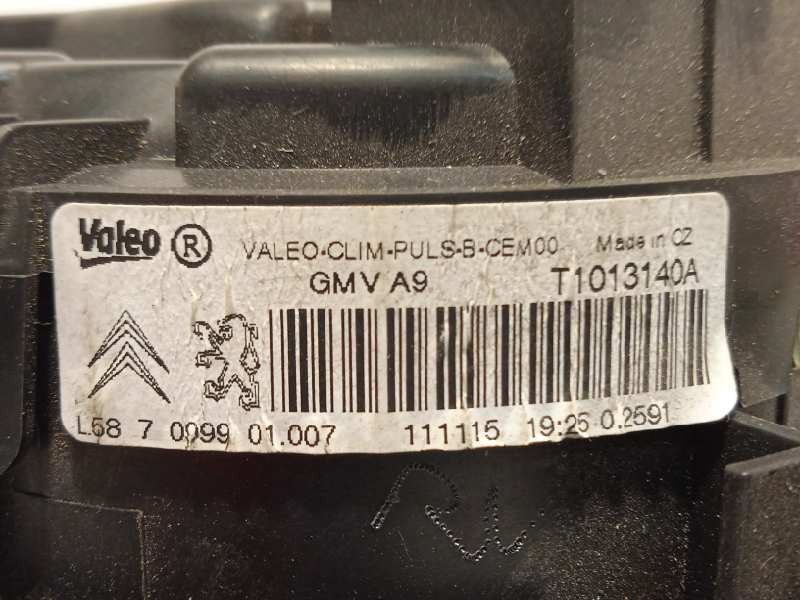 Valeo ® VALEO-CLIM-PULS-B-CEM00 Made in CZ
GMV A9 T1013140A
L58 7 0099 01.007 111115 19:25 0.2591